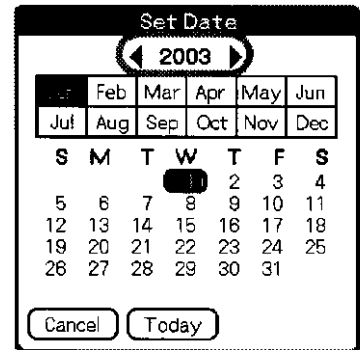 Set Date
2003
Feb Mar Apr May Jun
Jul Aug Sep Oct Nov Dec
S M T W T F S
2 3 4
5 6 7 8 9 10 11
12 13 14 15 16 17 18
19 20 21 22 23 24 25
26 27 28 29 30 31
Cancel Today